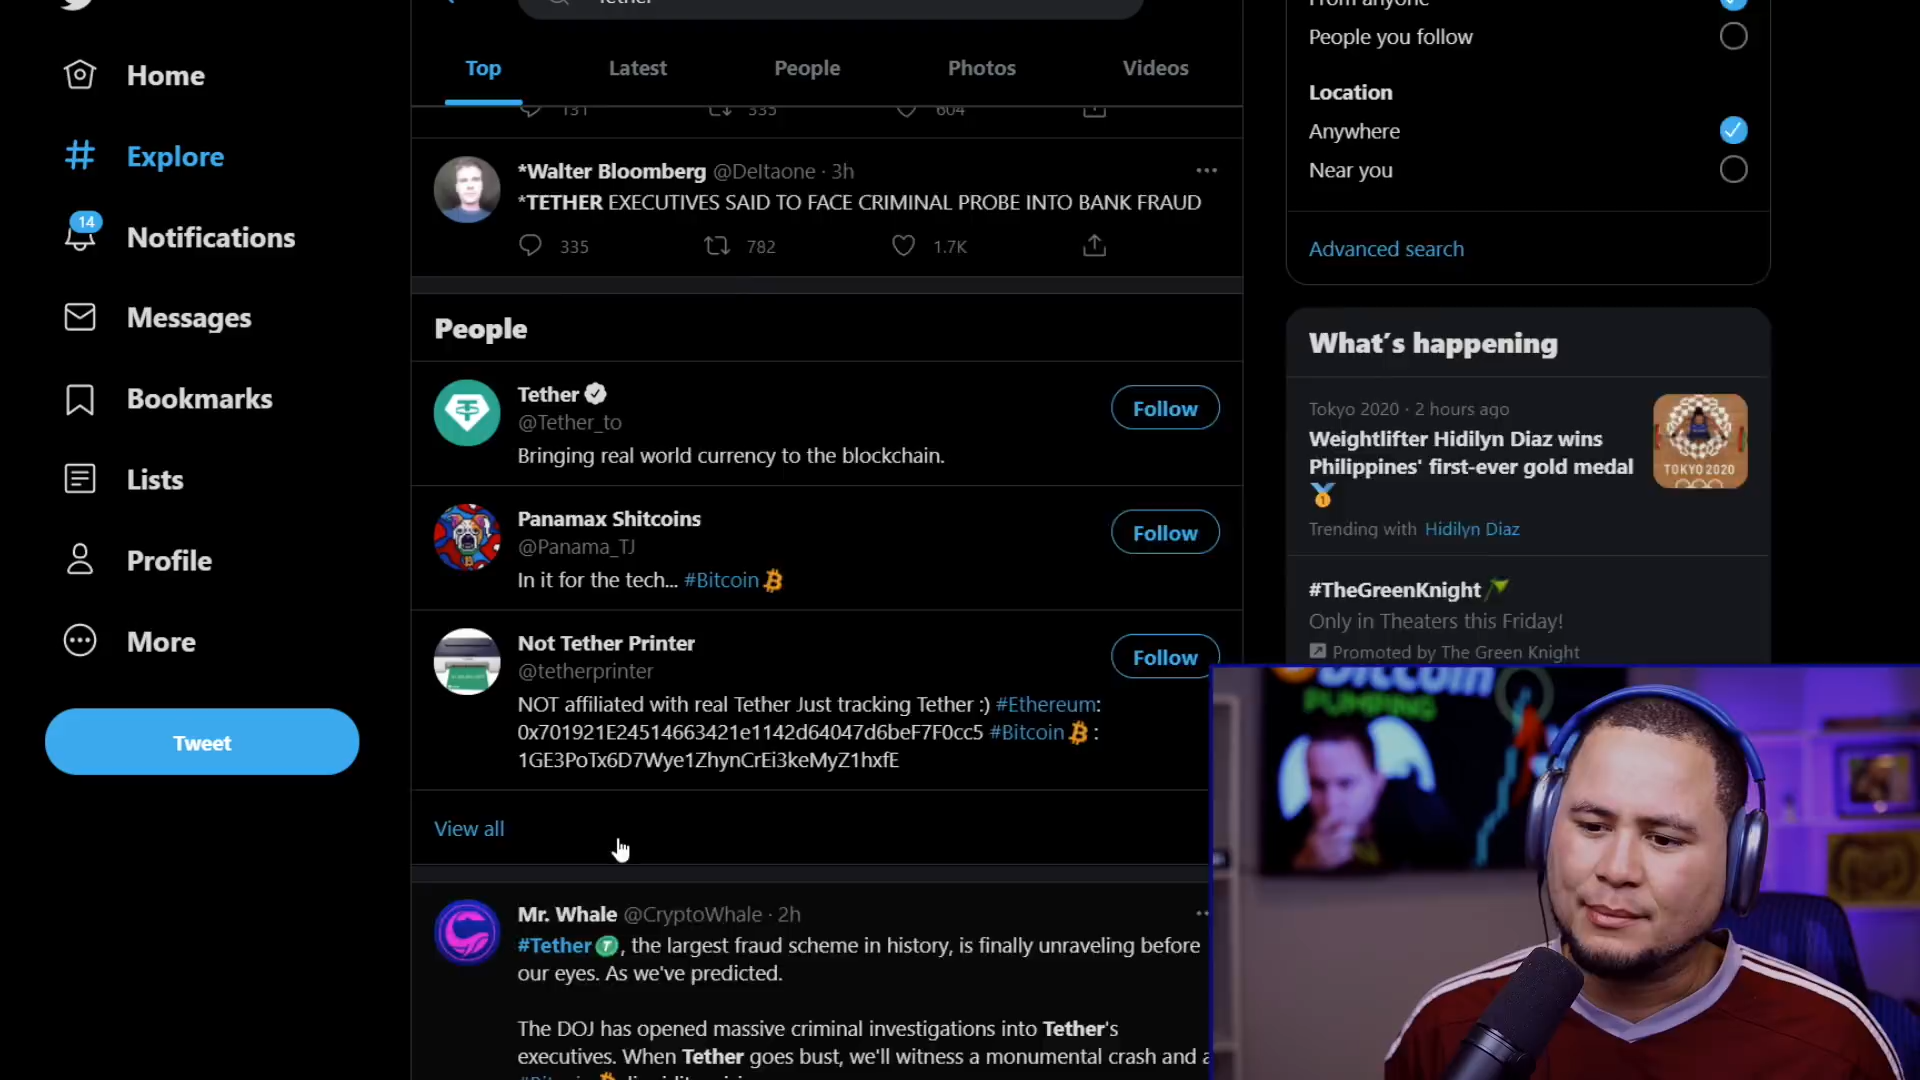 Tether
From anyone
Home
Top
Latest
People
Photos
Videos
People you follow
Location
131
335
604
Anywhere
Explore
*Walter Bloomberg @DeItaone · 3h
Near you
*TETHER EXECUTIVES SAID TO FACE CRIMINAL PROBE INTO BANK FRAUD
14
Notifications
335
782
1.7K
Advanced search
Messages
People
What's happening
Tether
@Tether_to
Follow
Tokyo 2020 · 2 hours ago
Bookmarks
Bringing real world currency to the blockchain.
Weightlifter Hidilyn Diaz wins
Philippines' first-ever gold medal
TOKYO 2020
Lists
Panamax Shitcoins
@Panama_TJ
Follow
Trending with Hidilyn Diaz
Profile
In it for the tech... #Bitcoin
#TheGreenKnight
Only in Theaters this Friday!
More
Not Tether Printer
@tetherprinter
Follow
Promoted by The Green Knight
NOT affiliated with real Tether Just tracking Tether :) #Ethereum:
0x701921E24514663421e1142d64047d6beF7F0cc5 #Bitcoin :
1GE3PoTx6D7Wye1ZhynCrEi3keMyZ1hxfE
Bitcoin
PUMPING
Tweet
View all
Mr. Whale @CryptoWhale · 2h
#Tether, the largest fraud scheme in history, is finally unraveling before
our eyes. As we've predicted.
The DOJ has opened massive criminal investigations into Tether's
executives. When Tether goes bust, we'll witness a monumental crash and a